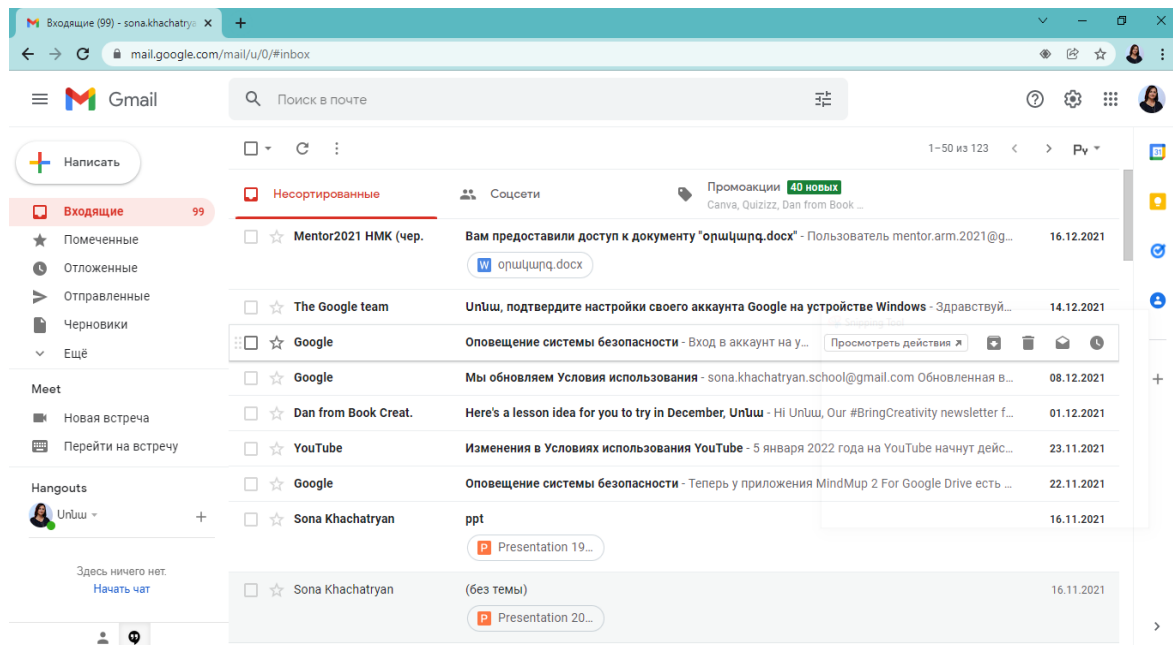 Входящие (99) - sona.khachatrya
mail.google.com/mail/u/0/#inbox
Gmail
Поиск в почте
Написать
1–50 из 123
Входящие 99
Помеченные
Отложенные
Отправленные
Черновики
Ещё
Meet
Новая встреча
Перейти на встречу
Hangouts
Սոնա
Здесь ничего нет.
Начать чат
Несортированные
Соцсети
Промоакции 40 новых
Canva, Quizizz, Dan from Book ...
Mentor2021 НМК (чер. Вам предоставили доступ к документу "օրակարգ.docx" - Пользователь mentor.arm.2021@g... 16.12.2021
W օրակարգ.docx
The Google team Սոնա, подтвердите настройки своего аккаунта Google на устройстве Windows - Здравствуй... 14.12.2021
Google Оповещение системы безопасности - Вход в аккаунт на у... Просмотреть действия
Google Мы обновляем Условия использования - sona.khachatryan.school@gmail.com Обновленная в... 08.12.2021
Dan from Book Creat. Here's a lesson idea for you to try in December, Սոնա - Hi Սոնա, Our #BringCreativity newsletter f... 01.12.2021
YouTube Изменения в Условиях использования YouTube - 5 января 2022 года на YouTube начнут дейс... 23.11.2021
Google Оповещение системы безопасности - Теперь у приложения MindMup 2 For Google Drive есть ... 22.11.2021
Sona Khachatryan ppt 16.11.2021
P Presentation 19...
Sona Khachatryan (без темы) 16.11.2021
P Presentation 20...
31